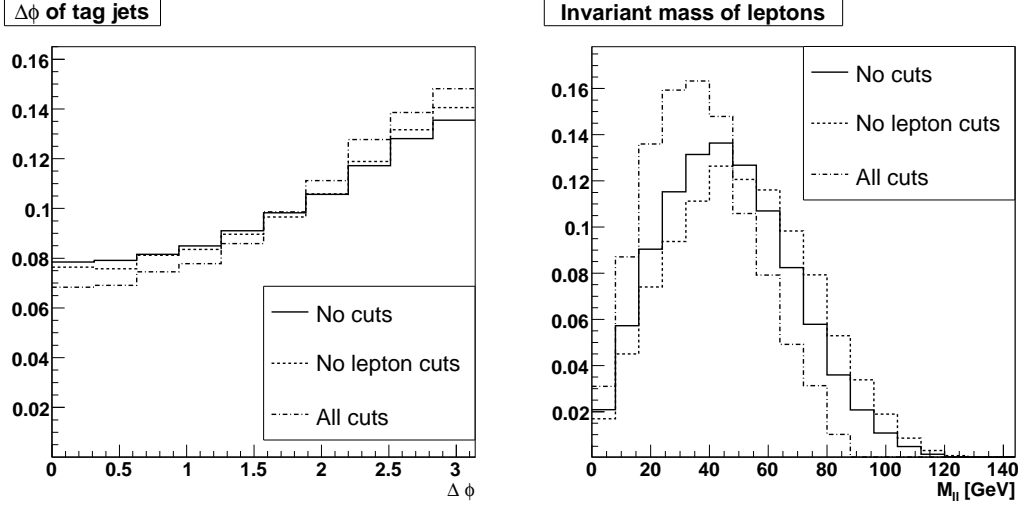 Δϕ of tag jets
0.16
0.14
0.12
0.1
0.08
0.06
0.04
0.02
No cuts
No lepton cuts
All cuts
0 0.5 1 1.5 2 2.5 3
Δ ϕ
Invariant mass of leptons
0.16
0.14
0.12
0.1
0.08
0.06
0.04
0.02
No cuts
No lepton cuts
All cuts
0 20 40 60 80 100 120 140
M_ll [GeV]